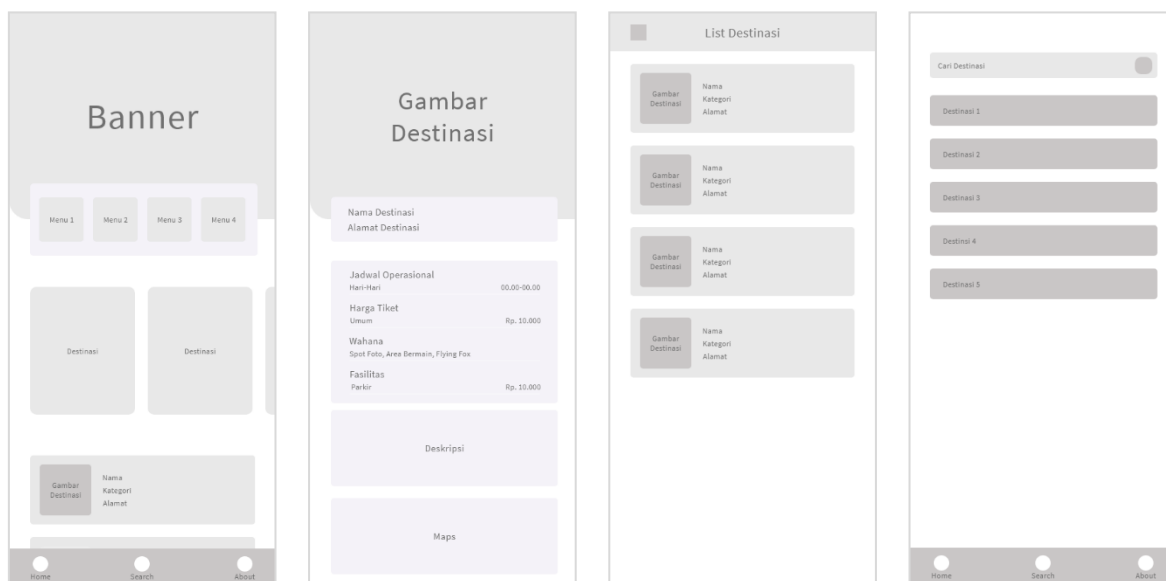 Banner
Menu 1
Menu 2
Menu 3
Menu 4
Destinasi
Destinasi
Gambar
Destinasi
Nama
Kategori
Alamat
Home
Search
About
Gambar
Destinasi
Nama Destinasi
Alamat Destinasi
Jadwal Operasional
Hari-Hari 00.00-00.00
Harga Tiket
Umum Rp. 10.000
Wahana
Spot Foto, Area Bermain, Flying Fox
Fasilitas
Parkir Rp. 10.000
Deskripsi
Maps
List Destinasi
Gambar
Destinasi
Nama
Kategori
Alamat
Gambar
Destinasi
Nama
Kategori
Alamat
Gambar
Destinasi
Nama
Kategori
Alamat
Gambar
Destinasi
Nama
Kategori
Alamat
Cari Destinasi
Destinasi 1
Destinasi 2
Destinasi 3
Destinsi 4
Destinasi 5
Home
Search
About